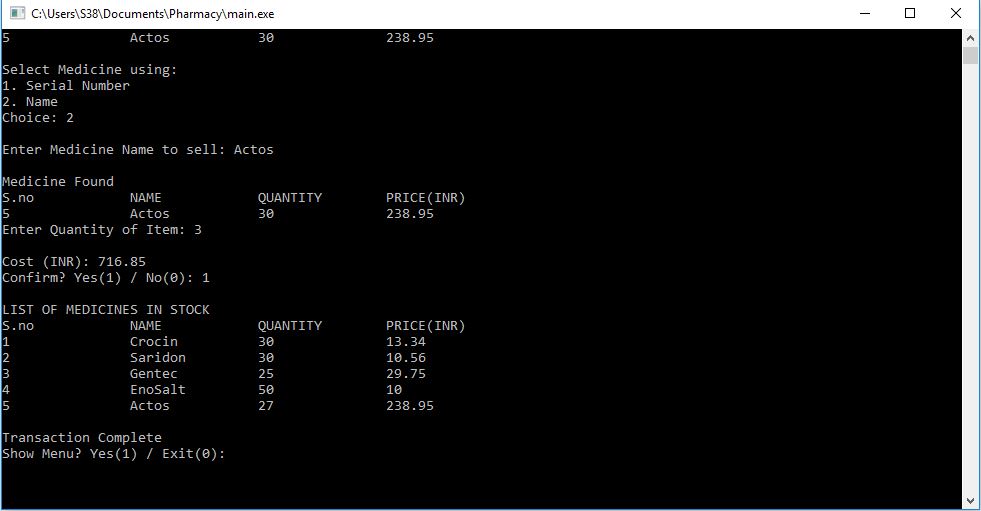 C:\Users\S38\Documents\Pharmacy\main.exe
5 Actos 30 238.95
Select Medicine using:
1. Serial Number
2. Name
Choice: 2
Enter Medicine Name to sell: Actos
Medicine Found
S.no NAME QUANTITY PRICE(INR)
5 Actos 30 238.95
Enter Quantity of Item: 3
Cost (INR): 716.85
Confirm? Yes(1) / No(0): 1
LIST OF MEDICINES IN STOCK
S.no NAME QUANTITY PRICE(INR)
1 Crocin 30 13.34
2 Saridon 30 10.56
3 Gentec 25 29.75
4 EnoSalt 50 10
5 Actos 27 238.95
Transaction Complete
Show Menu? Yes(1) / Exit(0):